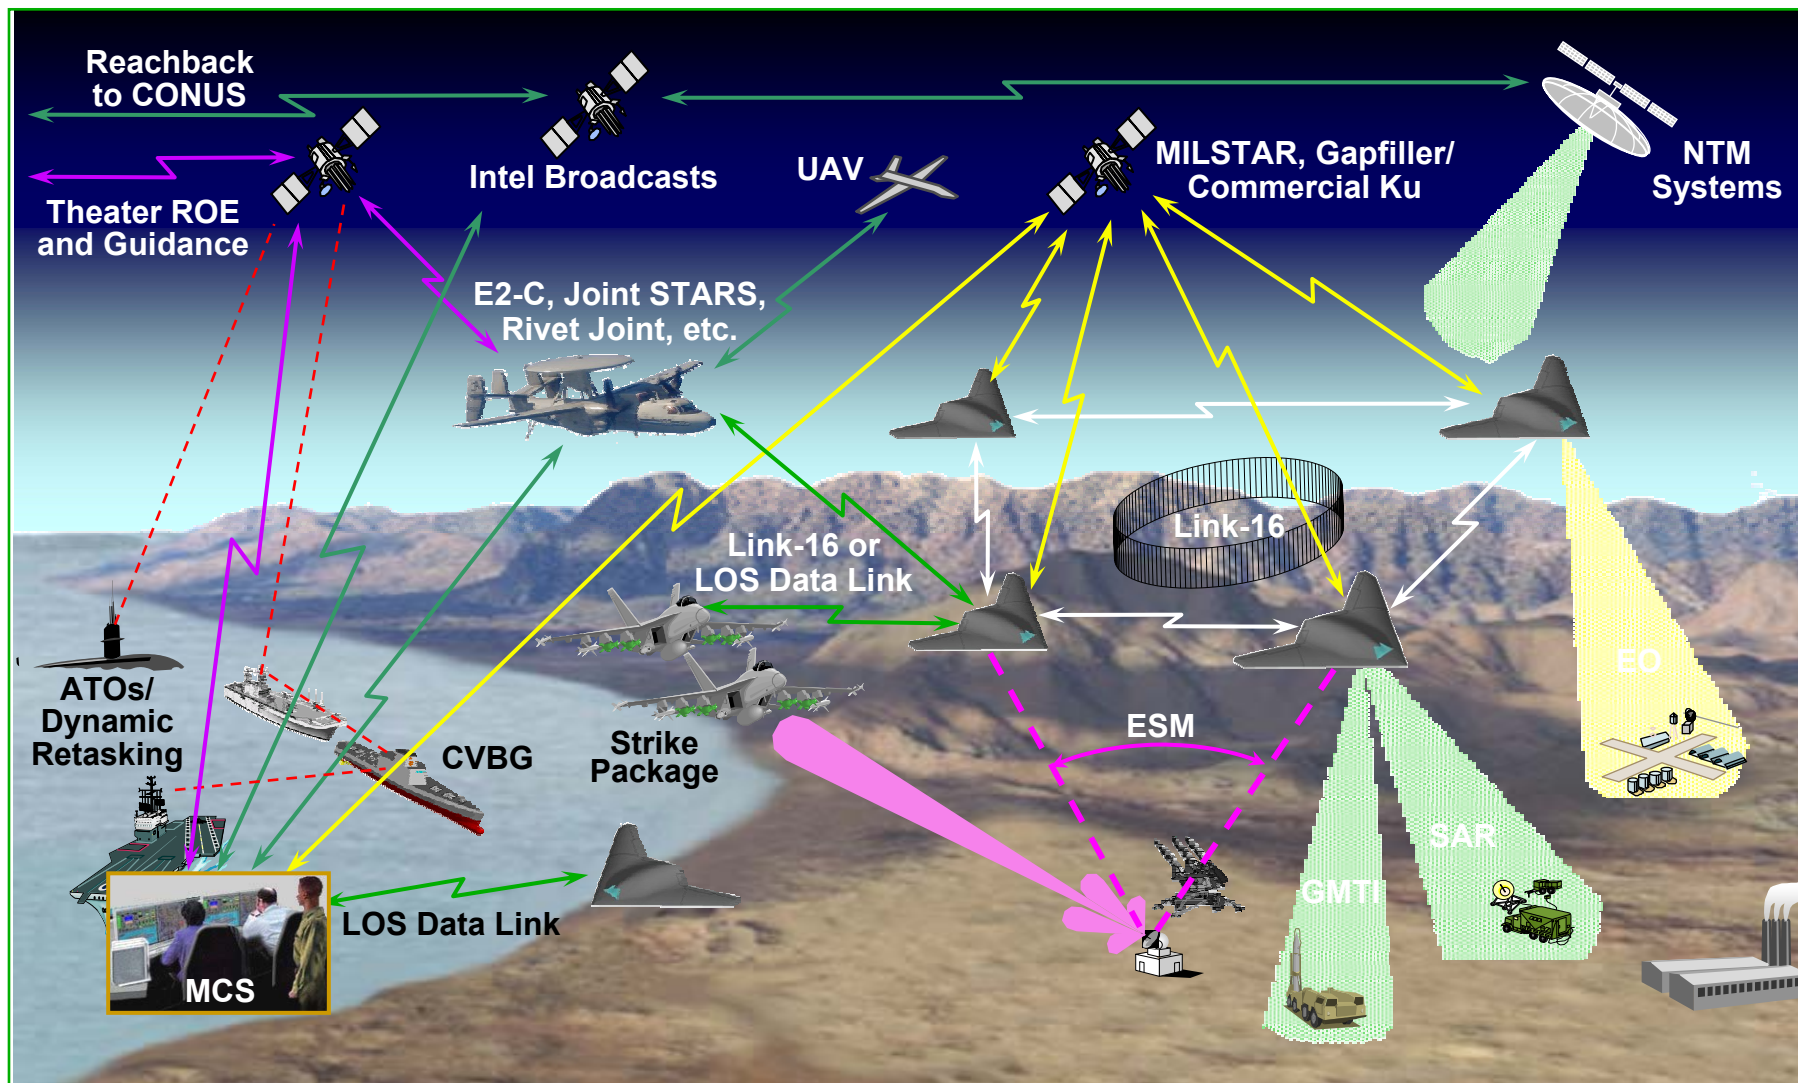 Reachback
to CONUS
Intel Broadcasts
UAV
MILSTAR, Gapfiller/
Commercial Ku
NTM
Systems
Theater ROE
and Guidance
E2-C, Joint STARS,
Rivet Joint, etc.
Link-16
Link-16 or
LOS Data Link
EO
ATOs/
Dynamic
Retasking
CVBG
Strike
Package
ESM
SAR
GMTI
LOS Data Link
MCS